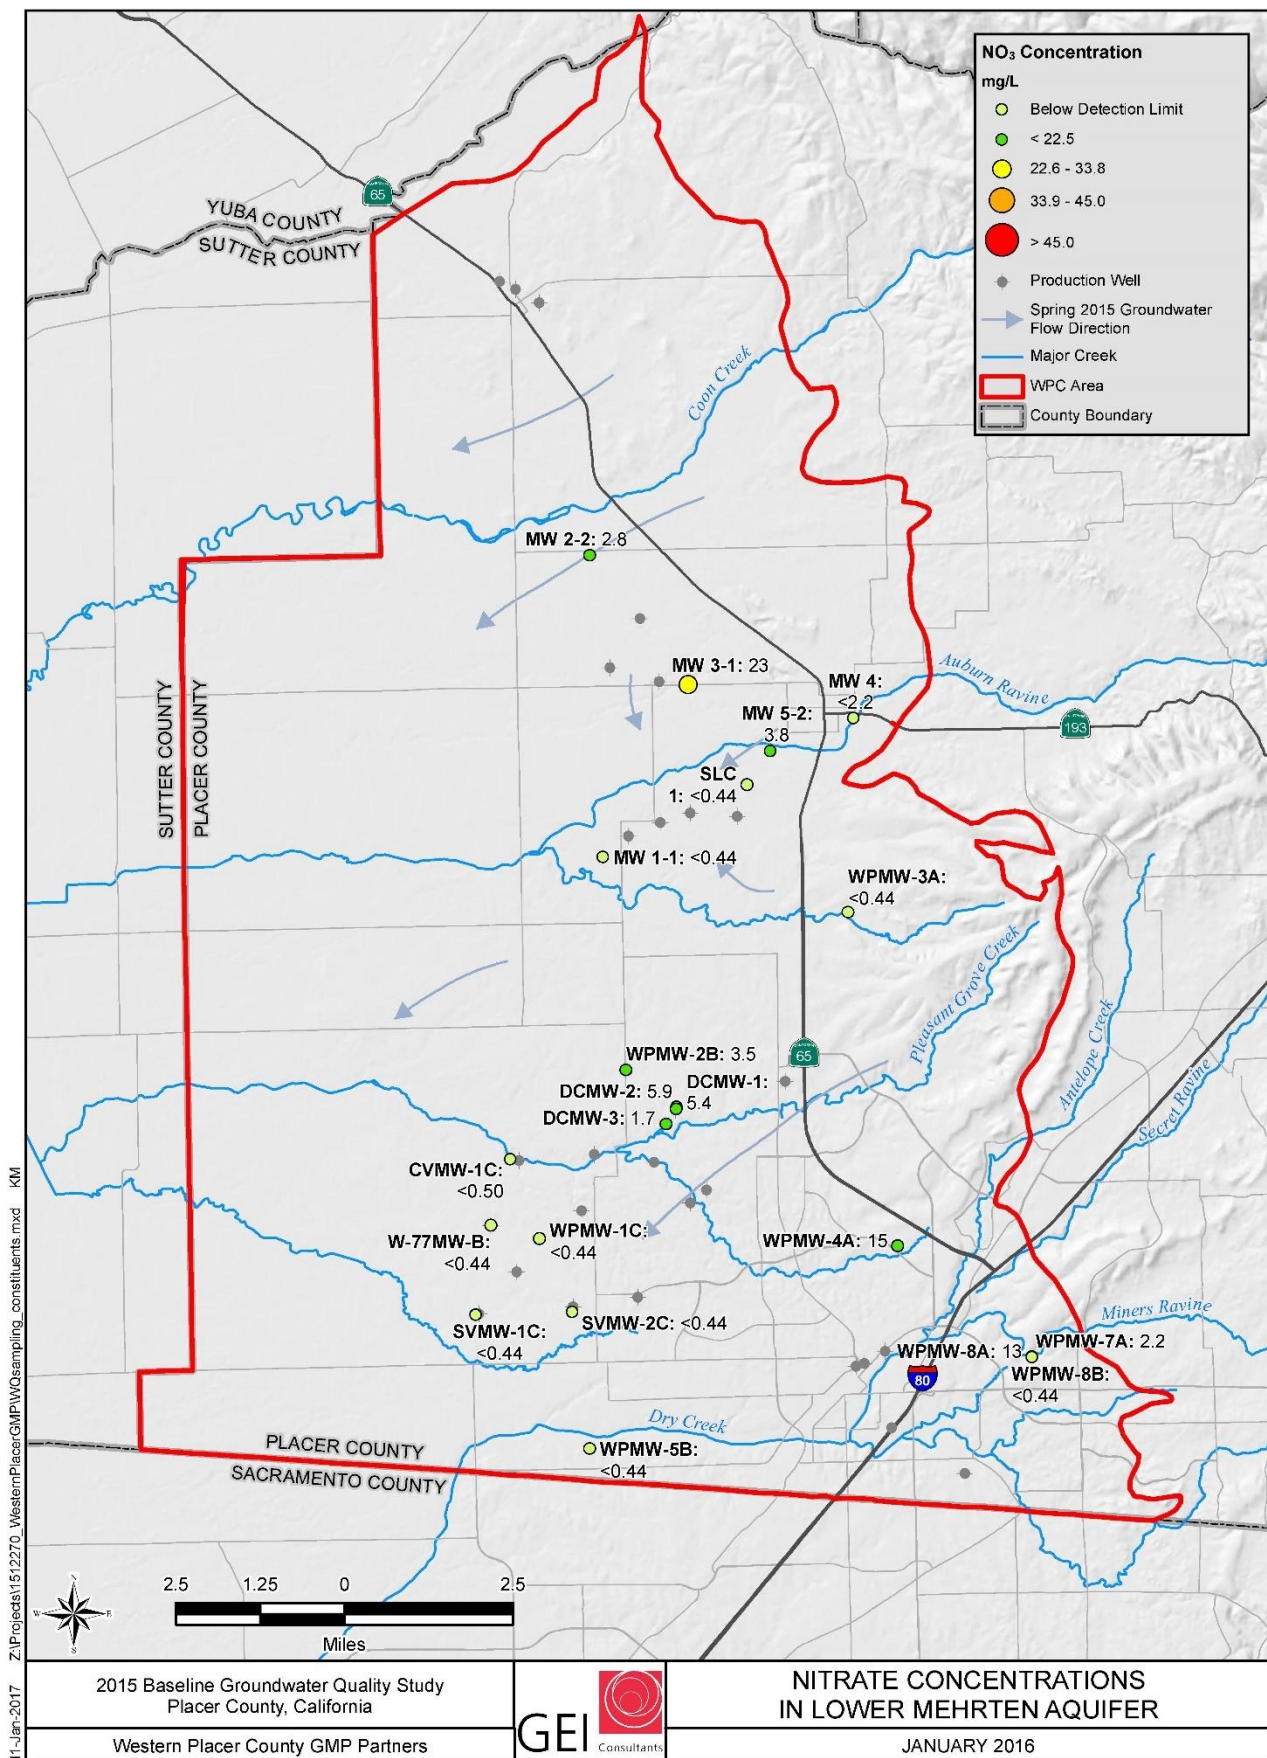 NO₃ Concentration
mg/L
Below Detection Limit
< 22.5
22.6 - 33.8
33.9 - 45.0
> 45.0
Production Well
Spring 2015 Groundwater
Flow Direction
Major Creek
WPC Area
County Boundary
65
YUBA COUNTY
SUTTER COUNTY
Coon Creek
MW 2-2: 2.8
MW 3-1: 23
MW 4:
<2.2
Auburn Ravine
193
MW 5-2:
3.8
SLC
1: <0.44
MW 1-1: <0.44
SUTTER COUNTY
PLACER COUNTY
WPMW-3A:
<0.44
Pleasant Grove Creek
Antelope Creek
Secret Ravine
65
WPMW-2B: 3.5
DCMW-1:
5.4
DCMW-2: 5.9
DCMW-3: 1.7
CVMW-1C:
<0.50
W-77MW-B:
<0.44
WPMW-1C:
<0.44
WPMW-4A: 15
SVMW-1C:
<0.44
SVMW-2C: <0.44
Miners Ravine
WPMW-7A: 2.2
WPMW-8A: 13
WPMW-8B:
<0.44
80
Dry Creek
WPMW-5B:
<0.44
PLACER COUNTY
SACRAMENTO COUNTY
N
W
E
S
2.5 1.25 0 2.5
Miles
Z:\Projects\1512270_WesternPlacerGMP\WQsampling_constituents.mxd KM
11-Jan-2017
2015 Baseline Groundwater Quality Study
Placer County, California
Western Placer County GMP Partners
GEI
Consultants
NITRATE CONCENTRATIONS
IN LOWER MEHRTEN AQUIFER
JANUARY 2016